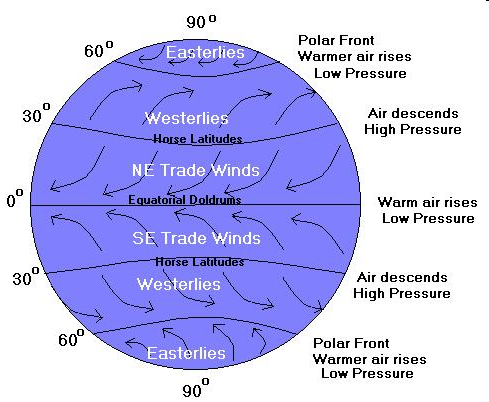 90°
60°
Easterlies
Polar Front
Warmer air rises
Low Pressure
30°
Westerlies
Air descends
High Pressure
Horse Latitudes
NE Trade Winds
0°
Equatorial Doldrums
Warm air rises
Low Pressure
SE Trade Winds
Horse Latitudes
30°
Westerlies
Air descends
High Pressure
60°
Easterlies
Polar Front
Warmer air rises
Low Pressure
90°